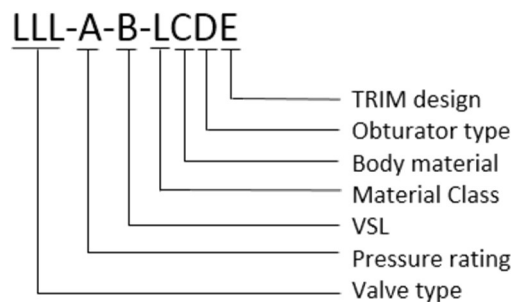 LLL-A-B-LCDE
TRIM design
Obturator type
Body material
Material Class
VSL
Pressure rating
Valve type